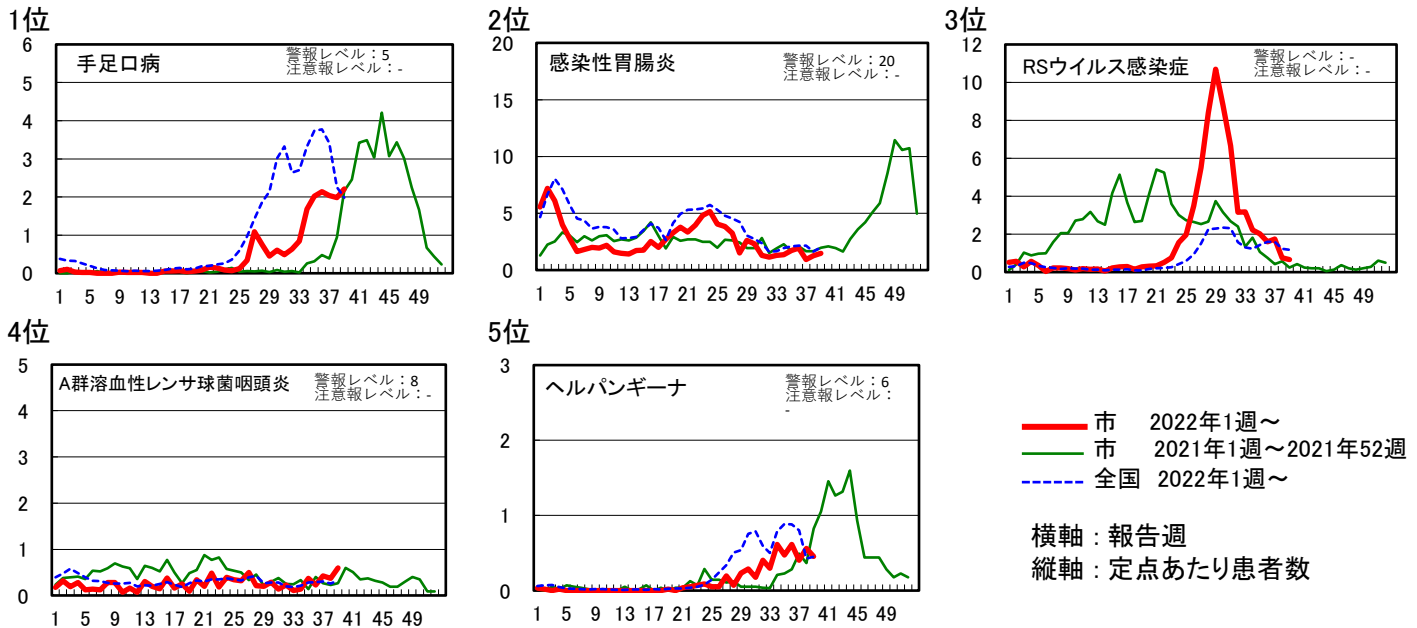 1位
手足口病
警報レベル：5
注意報レベル：-
6
5
4
3
2
1
0
1 5 9 13 17 21 25 29 33 37 41 45 49
2位
感染性胃腸炎
警報レベル：20
注意報レベル：-
20
15
10
5
0
1 5 9 13 17 21 25 29 33 37 41 45 49
3位
RSウイルス感染症
警報レベル：-
注意報レベル：-
12
10
8
6
4
2
0
1 5 9 13 17 21 25 29 33 37 41 45 49
4位
A群溶血性レンサ球菌咽頭炎
警報レベル：8
注意報レベル：-
5
4
3
2
1
0
1 5 9 13 17 21 25 29 33 37 41 45 49
5位
ヘルパンギーナ
警報レベル：6
注意報レベル：
-
3
2
1
0
1 5 9 13 17 21 25 29 33 37 41 45 49
市 2022年1週～
市 2021年1週～2021年52週
全国 2022年1週～
横軸：報告週
縦軸：定点あたり患者数